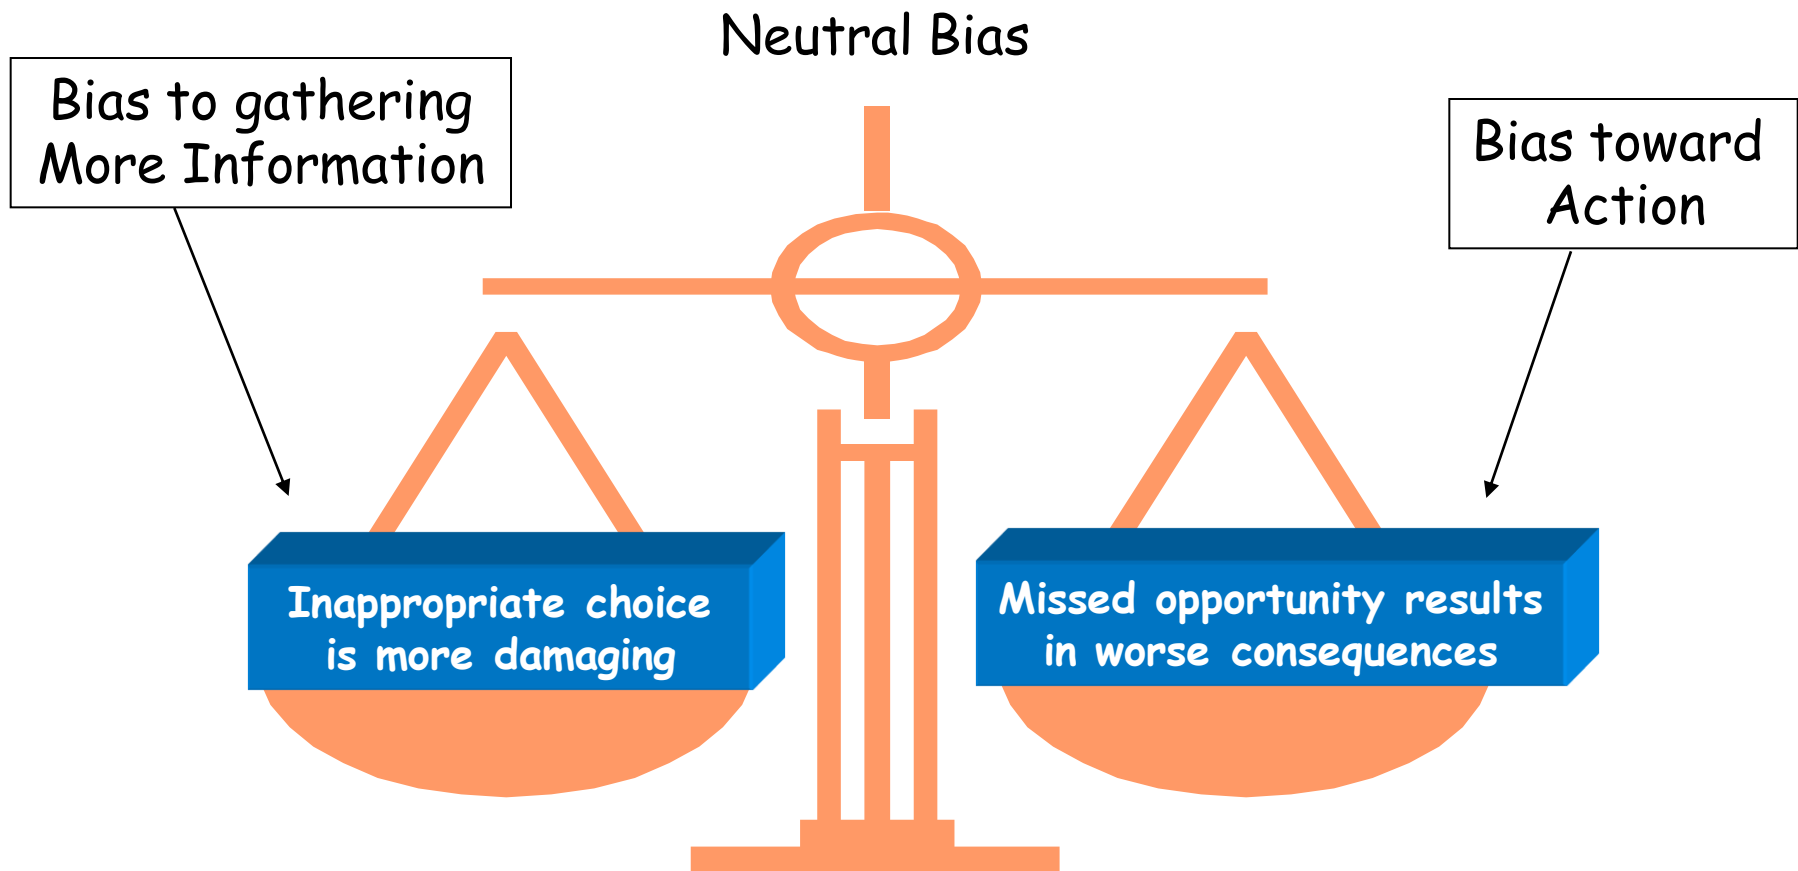 Neutral Bias
Bias to gathering
More Information
Bias toward
Action
Inappropriate choice
is more damaging
Missed opportunity results
in worse consequences